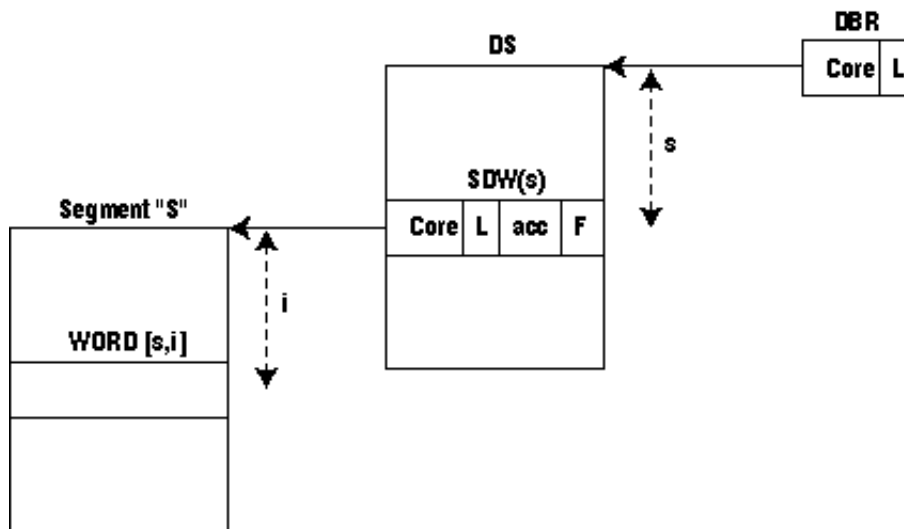 DBR
DS
Core L
s
SDW(s)
Segment "S"
Core L acc F
i
WORD [s,i]